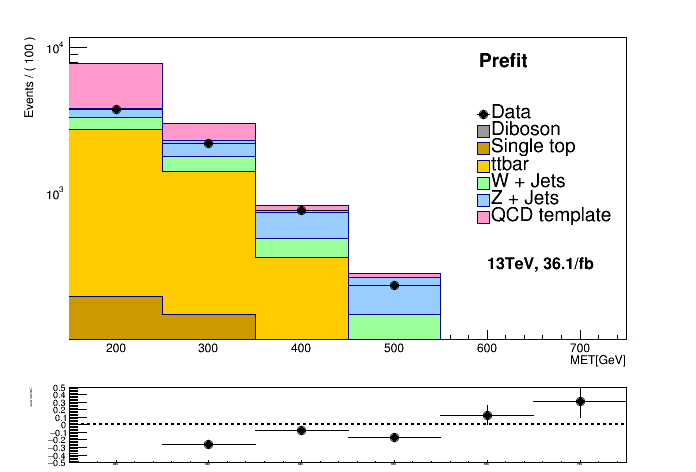 Events / ( 100 )
10⁴
10³
Prefit
Data
Diboson
Single top
ttbar
W + Jets
Z + Jets
QCD template
13TeV, 36.1/fb
200 300 400 500 600 700
MET[GeV]
0.5
0.4
0.3
0.2
0.1
0
−0.1
−0.2
−0.3
−0.4
−0.5